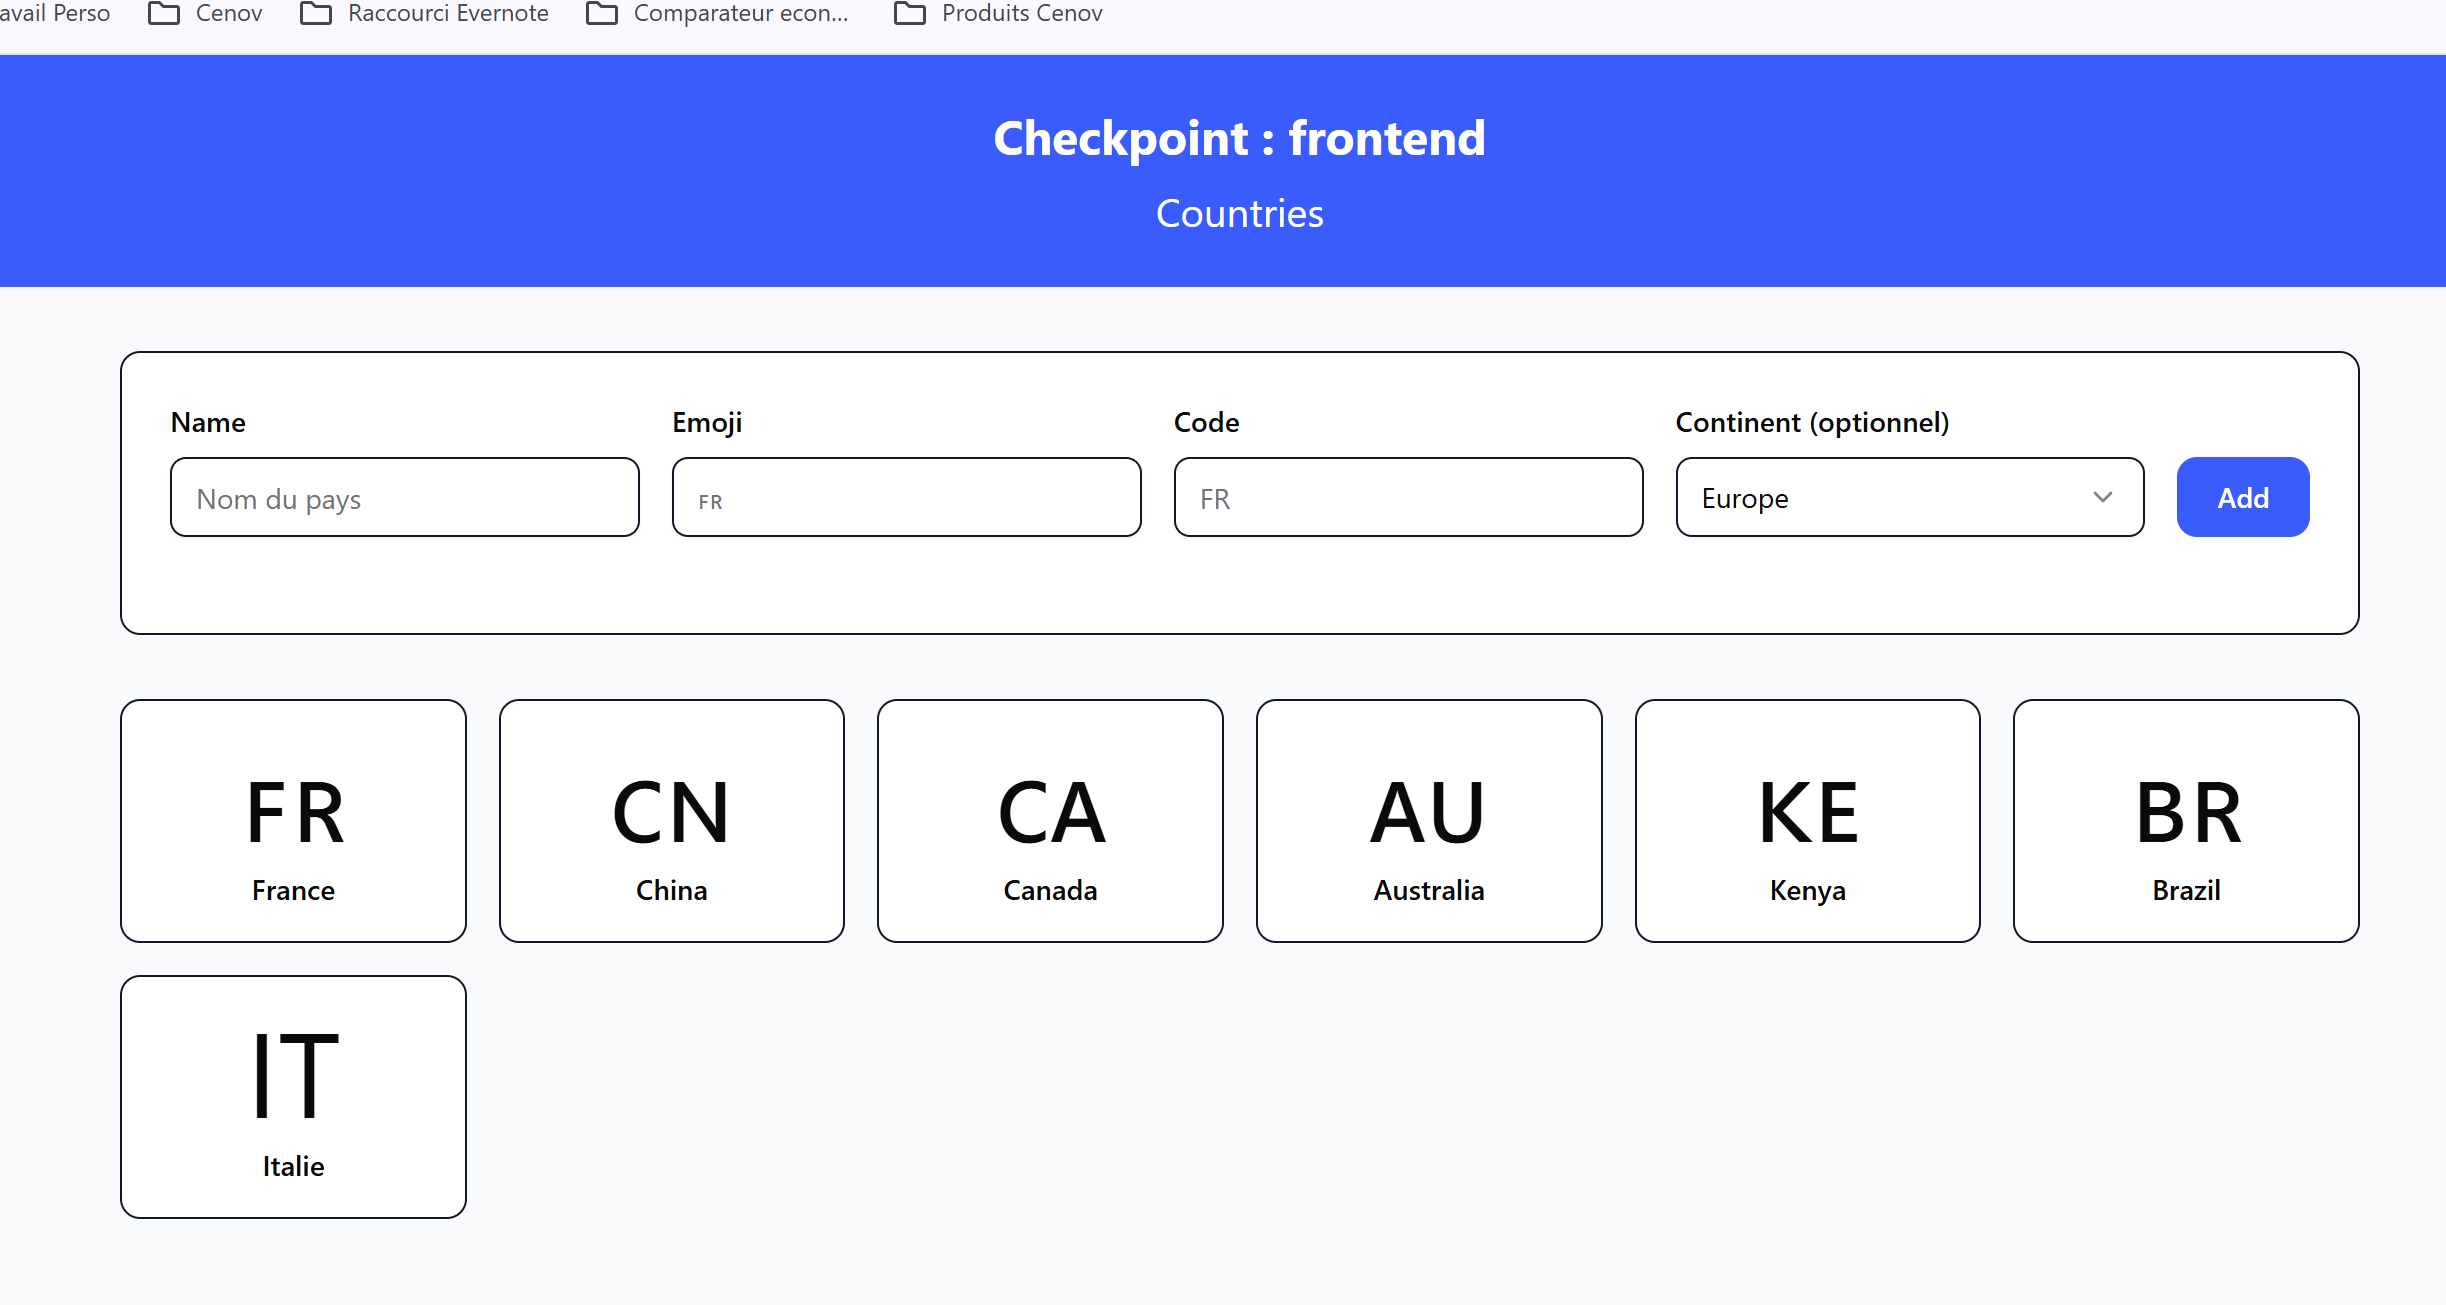 avail Perso Cenov Raccourci Evernote Comparateur econ... Produits Cenov
Checkpoint : frontend
Countries
Name Emoji Code Continent (optionnel)
Nom du pays FR FR Europe Add
FR CN CA AU KE BR
France China Canada Australia Kenya Brazil
IT
Italie